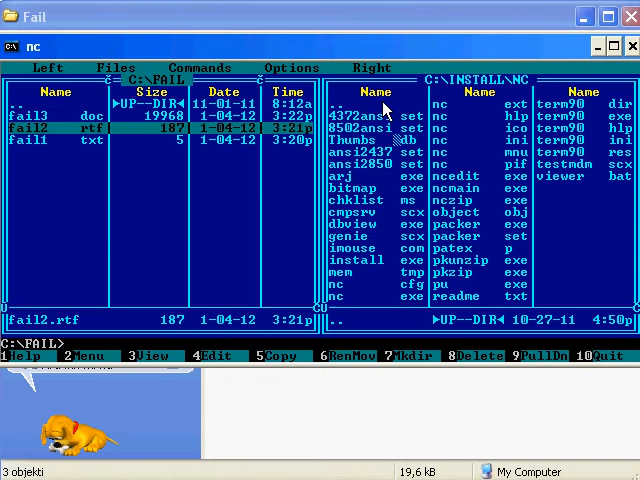 Fail
nc
Left Files Commands Options Right
C:\FAIL
C:\INSTALL\NC
Name Size Date Time
Name Name Name
.. ►UP--DIR◄ 11-01-11 8:12a
fail3 doc 19968 1-04-12 3:22p
fail2 rtf 187 1-04-12 3:21p
fail1 txt 5 1-04-12 3:20p
.. nc ext term90 dir
4372ansi set nc hlp term90 exe
8502ansi set nc ico term90 hlp
Thumbs ▒db nc ini term90 ini
ansi2437 set nc mnu term90 res
ansi2850 set nc pif testmdm scx
arj exe ncedit exe viewer bat
bitmap exe ncmain exe
chklist ms nczip exe
cmpsrv scx object obj
dbview exe packer exe
genie scx packer set
imouse com patex p
install exe pkunzip exe
mem tmp pkzip exe
nc cfg pu exe
nc exe readme txt
fail2.rtf 187 1-04-12 3:21p
.. ►UP--DIR◄ 10-27-11 4:50p
C:\FAIL>
1Help 2Menu 3View 4Edit 5Copy 6RenMov 7Mkdir 8Delete 9PullDn 10Quit
3 objekti 19,6 kB My Computer